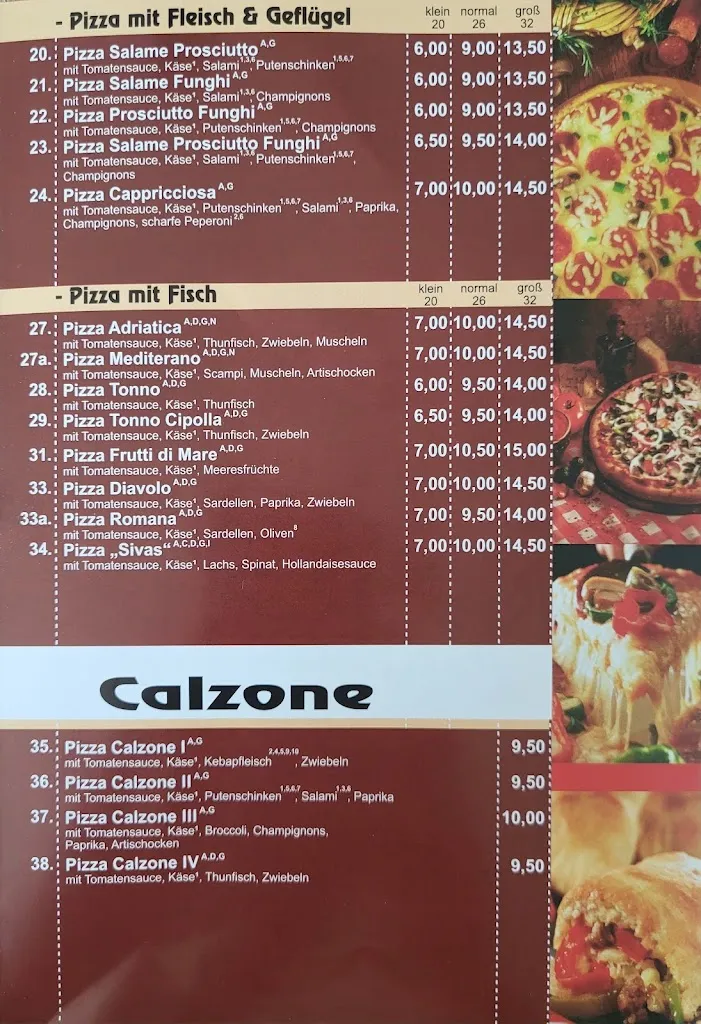 - Pizza mit Fleisch & Geflügel klein normal groß
20 26 32
20. Pizza Salame Prosciutto A,G 6,00 9,00 13,50
mit Tomatensauce, Käse¹, Salami 1,3,6, Putenschinken 1,5,6,7
21. Pizza Salame Funghi A,G 6,00 9,00 13,50
mit Tomatensauce, Käse¹, Salami 1,3,6, Champignons
22. Pizza Prosciutto Funghi A,G 6,00 9,00 13,50
mit Tomatensauce, Käse¹, Putenschinken 1,5,6,7, Champignons
23. Pizza Salame Prosciutto Funghi A,G 6,50 9,50 14,00
mit Tomatensauce, Käse¹, Salami 1,3,6, Putenschinken 1,5,6,7,
Champignons
24. Pizza Cappricciosa A,G 7,00 10,00 14,50
mit Tomatensauce, Käse¹, Putenschinken 1,5,6,7, Salami 1,3,6, Paprika,
Champignons, scharfe Peperoni 2,6
- Pizza mit Fisch klein normal groß
20 26 32
27. Pizza Adriatica A,D,G,N 7,00 10,00 14,50
mit Tomatensauce, Käse¹, Thunfisch, Zwiebeln, Muscheln
27a. Pizza Mediterano A,D,G,N 7,00 10,00 14,50
mit Tomatensauce, Käse¹, Scampi, Muscheln, Artischocken
28. Pizza Tonno A,D,G 6,00 9,50 14,00
mit Tomatensauce, Käse¹, Thunfisch
29. Pizza Tonno Cipolla A,D,G 6,50 9,50 14,00
mit Tomatensauce, Käse¹, Thunfisch, Zwiebeln
31. Pizza Frutti di Mare A,D,G 7,00 10,50 15,00
mit Tomatensauce, Käse¹, Meeresfrüchte
33. Pizza Diavolo A,D,G 7,00 10,00 14,50
mit Tomatensauce, Käse¹, Sardellen, Paprika, Zwiebeln
33a. Pizza Romana A,D,G 7,00 9,50 14,00
mit Tomatensauce, Käse¹, Sardellen, Oliven 8
34. Pizza „Sivas“ A,C,D,G,I 7,00 10,00 14,50
mit Tomatensauce, Käse¹, Lachs, Spinat, Hollandaisesauce
Calzone
35. Pizza Calzone I A,G 9,50
mit Tomatensauce, Käse¹, Kebapfleisch 2,4,5,9,10, Zwiebeln
36. Pizza Calzone II A,G 9,50
mit Tomatensauce, Käse¹, Putenschinken 1,5,6,7, Salami 1,3,6, Paprika
37. Pizza Calzone III A,G 10,00
mit Tomatensauce, Käse¹, Broccoli, Champignons,
Paprika, Artischocken
38. Pizza Calzone IV A,D,G 9,50
mit Tomatensauce, Käse¹, Thunfisch, Zwiebeln